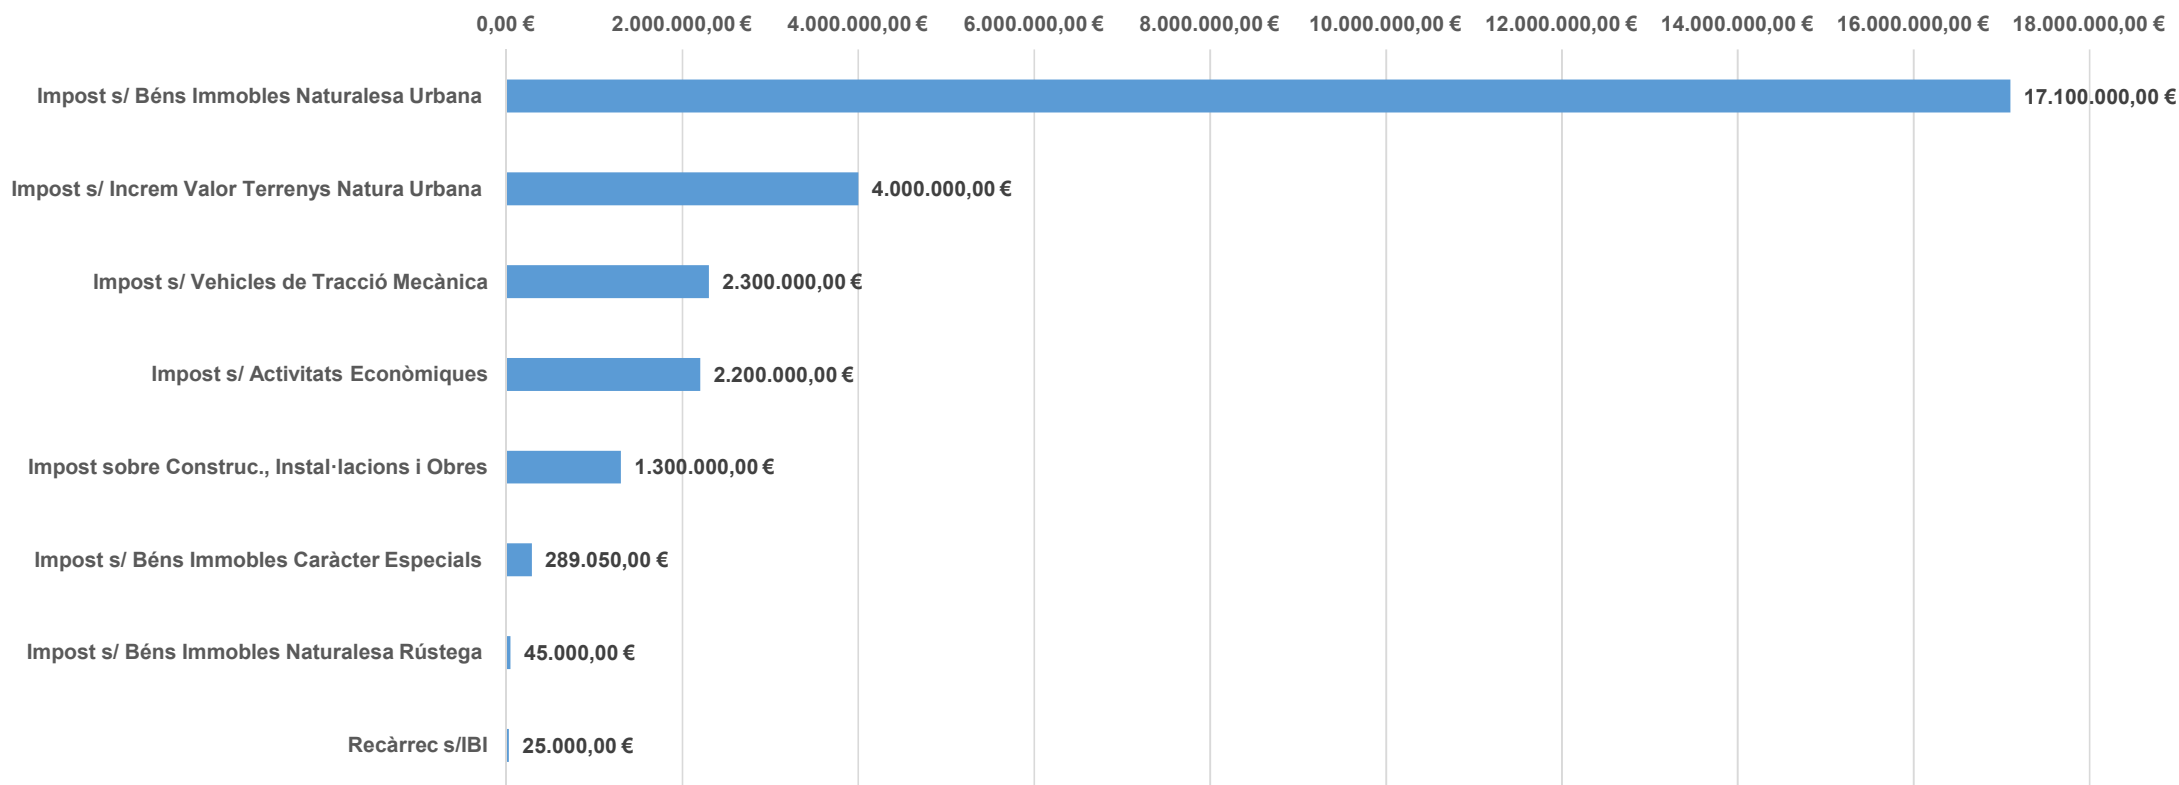 0,00 € 2.000.000,00 € 4.000.000,00 € 6.000.000,00 € 8.000.000,00 € 10.000.000,00 € 12.000.000,00 € 14.000.000,00 € 16.000.000,00 € 18.000.000,00 €
Impost s/ Béns Immobles Naturalesa Urbana 17.100.000,00 €
Impost s/ Increm Valor Terrenys Natura Urbana 4.000.000,00 €
Impost s/ Vehicles de Tracció Mecànica 2.300.000,00 €
Impost s/ Activitats Econòmiques 2.200.000,00 €
Impost sobre Construc., Instal·lacions i Obres 1.300.000,00 €
Impost s/ Béns Immobles Caràcter Especials 289.050,00 €
Impost s/ Béns Immobles Naturalesa Rústega 45.000,00 €
Recàrrec s/IBI 25.000,00 €